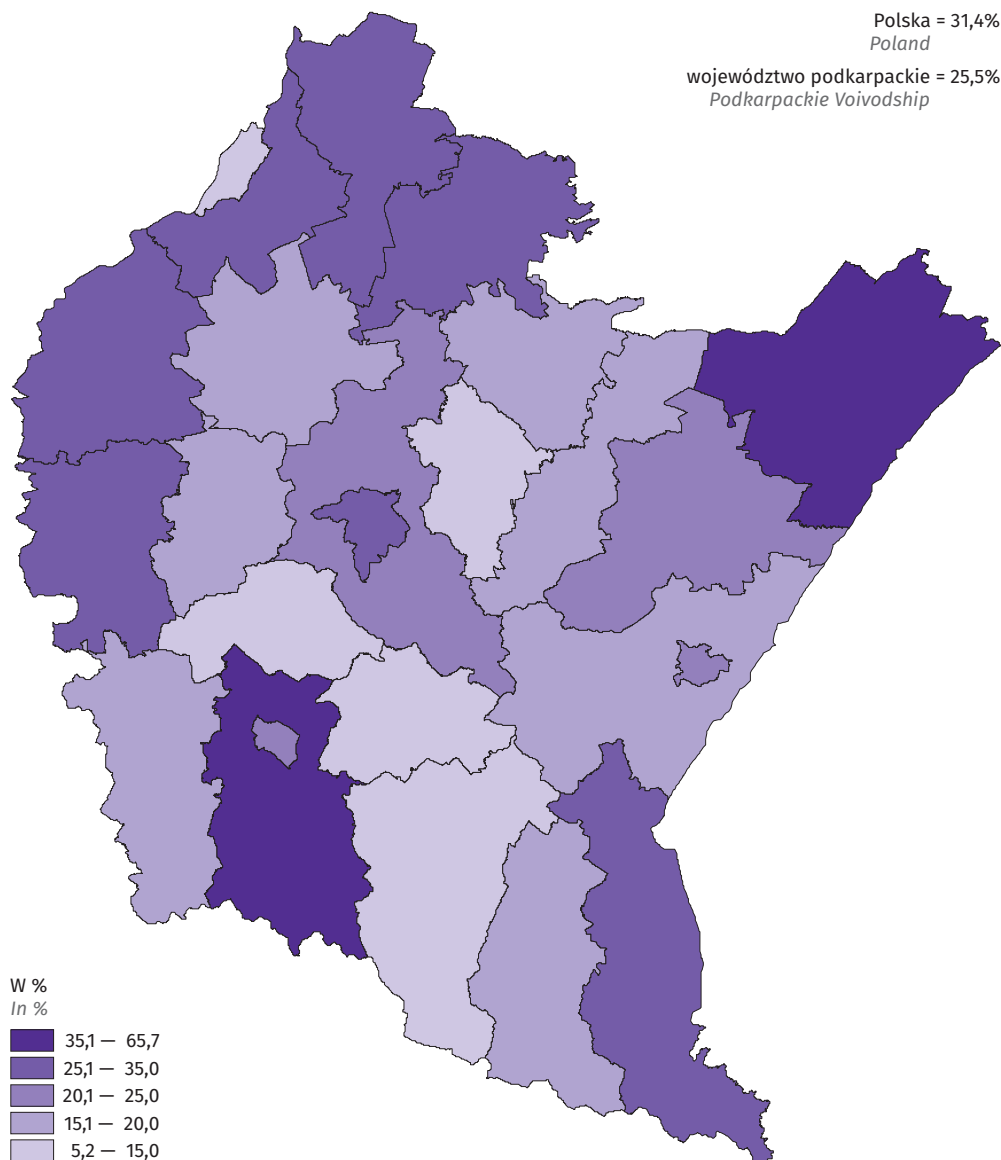 Polska = 31,4%
Poland
województwo podkarpackie = 25,5%
Podkarpackie Voivodship
W %
In %
35,1 — 65,7
25,1 — 35,0
20,1 — 25,0
15,1 — 20,0
5,2 — 15,0